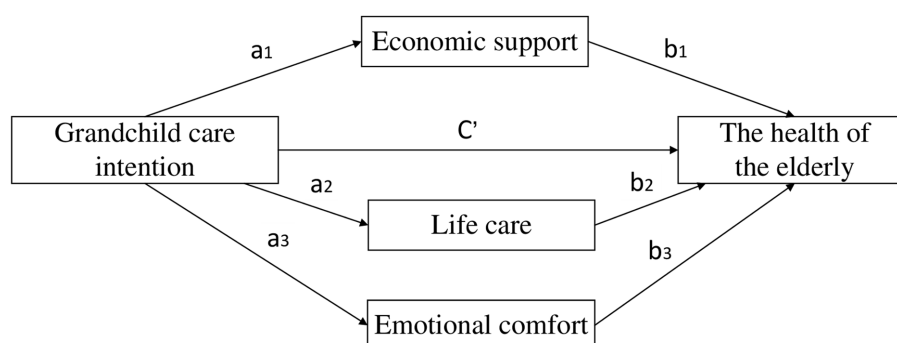 Economic support
a1
b1
Grandchild care
intention
C'
The health of
the elderly
a2
b2
Life care
a3
b3
Emotional comfort